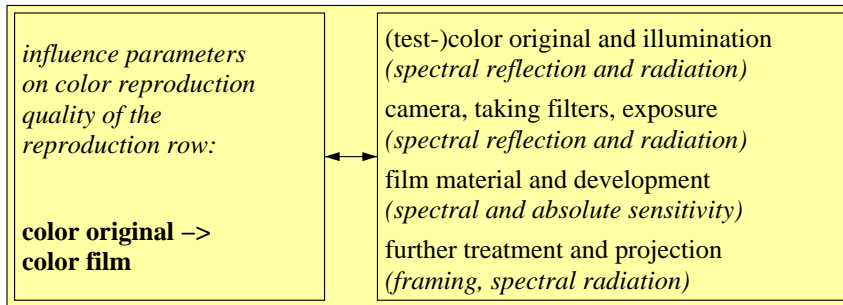 influence parameters
on color reproduction
quality of the
reproduction row:
color original –>
color film
(test-)color original and illumination
(spectral reflection and radiation)
camera, taking filters, exposure
(spectral reflection and radiation)
film material and development
(spectral and absolute sensitivity)
further treatment and projection
(framing, spectral radiation)